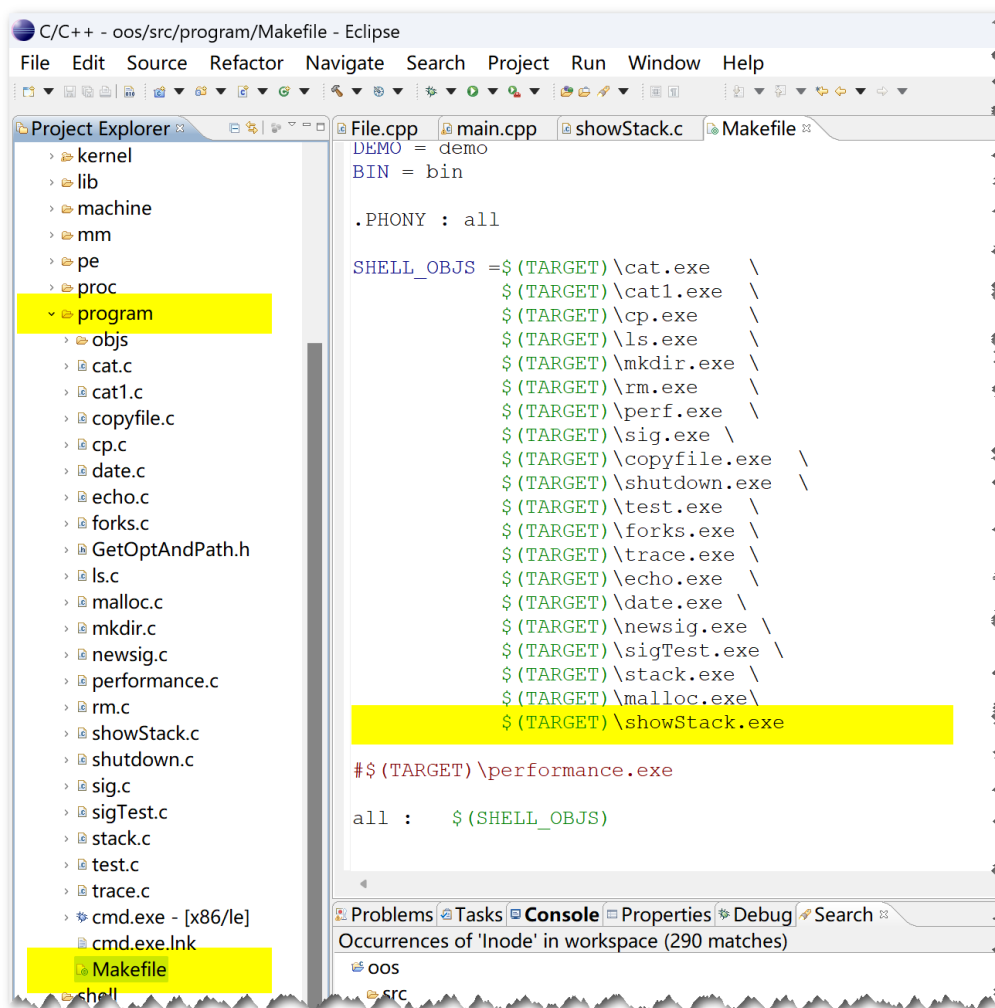 C/C++ - oos/src/program/Makefile - Eclipse
File Edit Source Refactor Navigate Search Project Run Window Help
Project Explorer
kernel
lib
machine
mm
pe
proc
program
objs
cat.c
cat1.c
copyfile.c
cp.c
date.c
echo.c
forks.c
GetOptAndPath.h
ls.c
malloc.c
mkdir.c
newsig.c
performance.c
rm.c
showStack.c
shutdown.c
sig.c
sigTest.c
stack.c
test.c
trace.c
cmd.exe - [x86/le]
cmd.exe.lnk
Makefile
shell
File.cpp main.cpp showStack.c Makefile
DEMO = demo
BIN = bin
.PHONY : all
SHELL_OBJS =$(TARGET)\cat.exe \
$(TARGET)\cat1.exe \
$(TARGET)\cp.exe \
$(TARGET)\ls.exe \
$(TARGET)\mkdir.exe \
$(TARGET)\rm.exe \
$(TARGET)\perf.exe \
$(TARGET)\sig.exe \
$(TARGET)\copyfile.exe \
$(TARGET)\shutdown.exe \
$(TARGET)\test.exe \
$(TARGET)\forks.exe \
$(TARGET)\trace.exe \
$(TARGET)\echo.exe \
$(TARGET)\date.exe \
$(TARGET)\newsig.exe \
$(TARGET)\sigTest.exe \
$(TARGET)\stack.exe \
$(TARGET)\malloc.exe\
$(TARGET)\showStack.exe
#$(TARGET)\performance.exe
all : $(SHELL_OBJS)
Problems Tasks Console Properties Debug Search
Occurrences of 'Inode' in workspace (290 matches)
oos
src